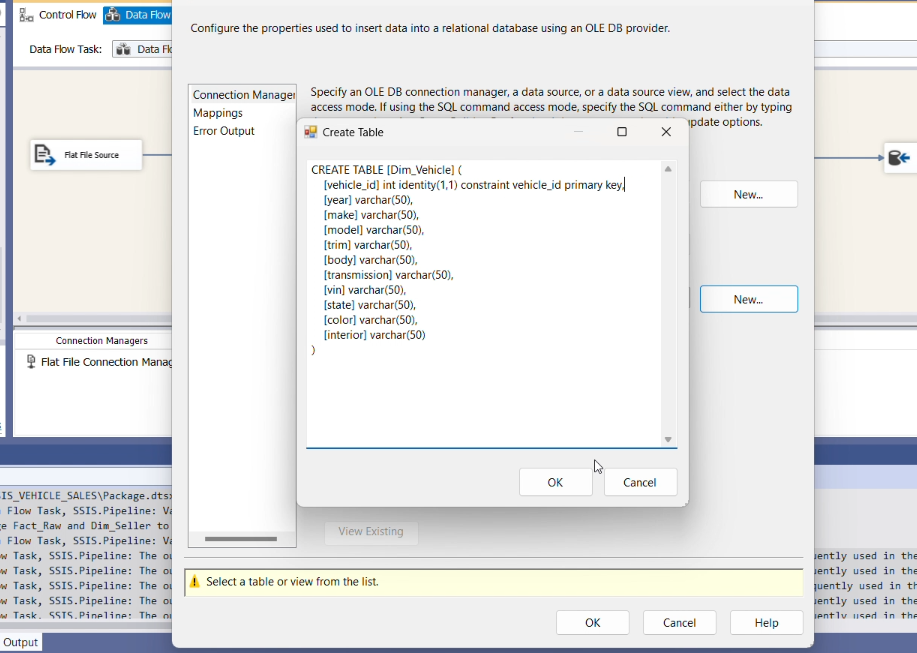 Control Flow
Data Flow
Configure the properties used to insert data into a relational database using an OLE DB provider.
Data Flow Task:
Data Fl
Connection Manager
Mappings
Error Output
Specify an OLE DB connection manager, a data source, or a data source view, and select the data
access mode. If using the SQL command access mode, specify the SQL command either by typing
update options.
Create Table
Flat File Source
CREATE TABLE [Dim_Vehicle] (
[vehicle_id] int identity(1,1) constraint vehicle_id primary key,
[year] varchar(50),
[make] varchar(50),
[model] varchar(50),
[trim] varchar(50),
[body] varchar(50),
[transmission] varchar(50),
[vin] varchar(50),
[state] varchar(50),
[color] varchar(50),
[interior] varchar(50)
)
New...
New...
Connection Managers
Flat File Connection Manag
OK
Cancel
View Existing
SIS_VEHICLE_SALES\Package.dtsx
Flow Task, SSIS.Pipeline: Va
ge Fact_Raw and Dim_Seller to
Flow Task, SSIS.Pipeline: Va
ow Task, SSIS.Pipeline: The ou
ow Task, SSIS.Pipeline: The ou
ow Task, SSIS.Pipeline: The ou
ow Task, SSIS.Pipeline: The ou
ow Task, SSIS.Pipeline: The ou
uently used in the
uently used in the
quently used in th
uently used in the
uently used in the
Select a table or view from the list.
OK
Cancel
Help
Output